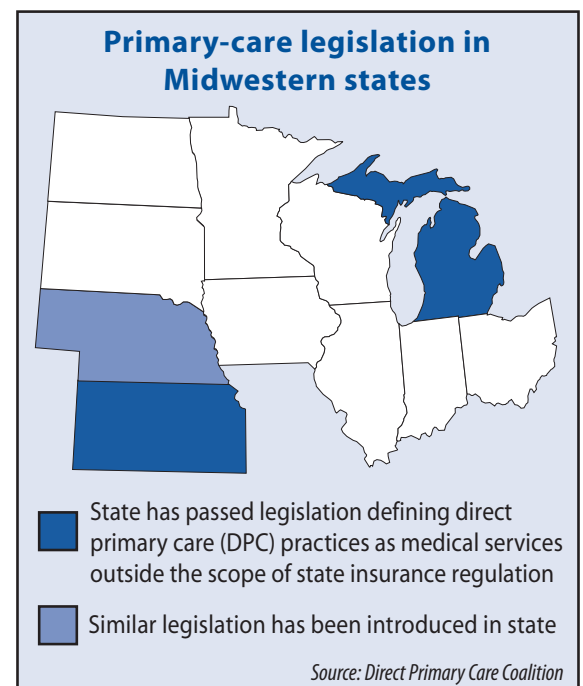 Primary-care legislation in
Midwestern states
State has passed legislation defining direct
primary care (DPC) practices as medical services
outside the scope of state insurance regulation
Similar legislation has been introduced in state
Source: Direct Primary Care Coalition